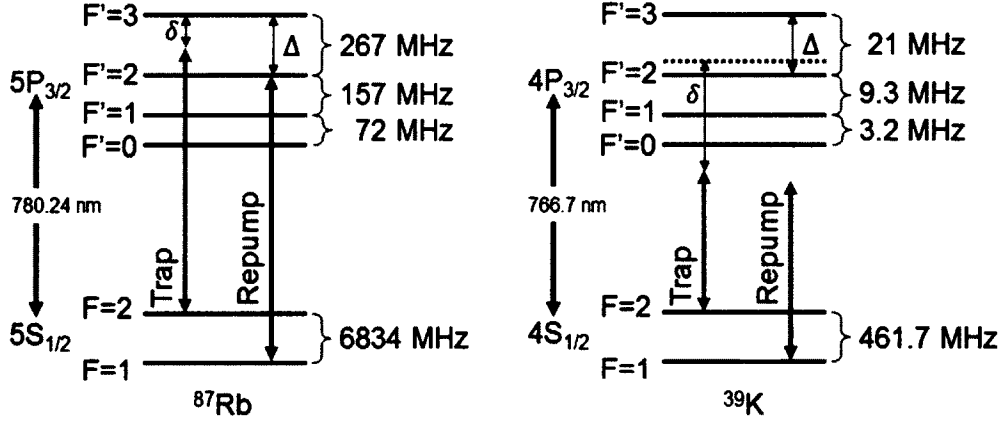 F'=3
δ
Δ
267 MHz
5P3/2
F'=2
157 MHz
F'=1
72 MHz
F'=0
780.24 nm
Trap
Repump
F=2
5S1/2
6834 MHz
F=1
87Rb
F'=3
Δ
21 MHz
4P3/2
F'=2
δ
9.3 MHz
F'=1
3.2 MHz
F'=0
766.7 nm
Trap
Repump
F=2
4S1/2
461.7 MHz
F=1
39K